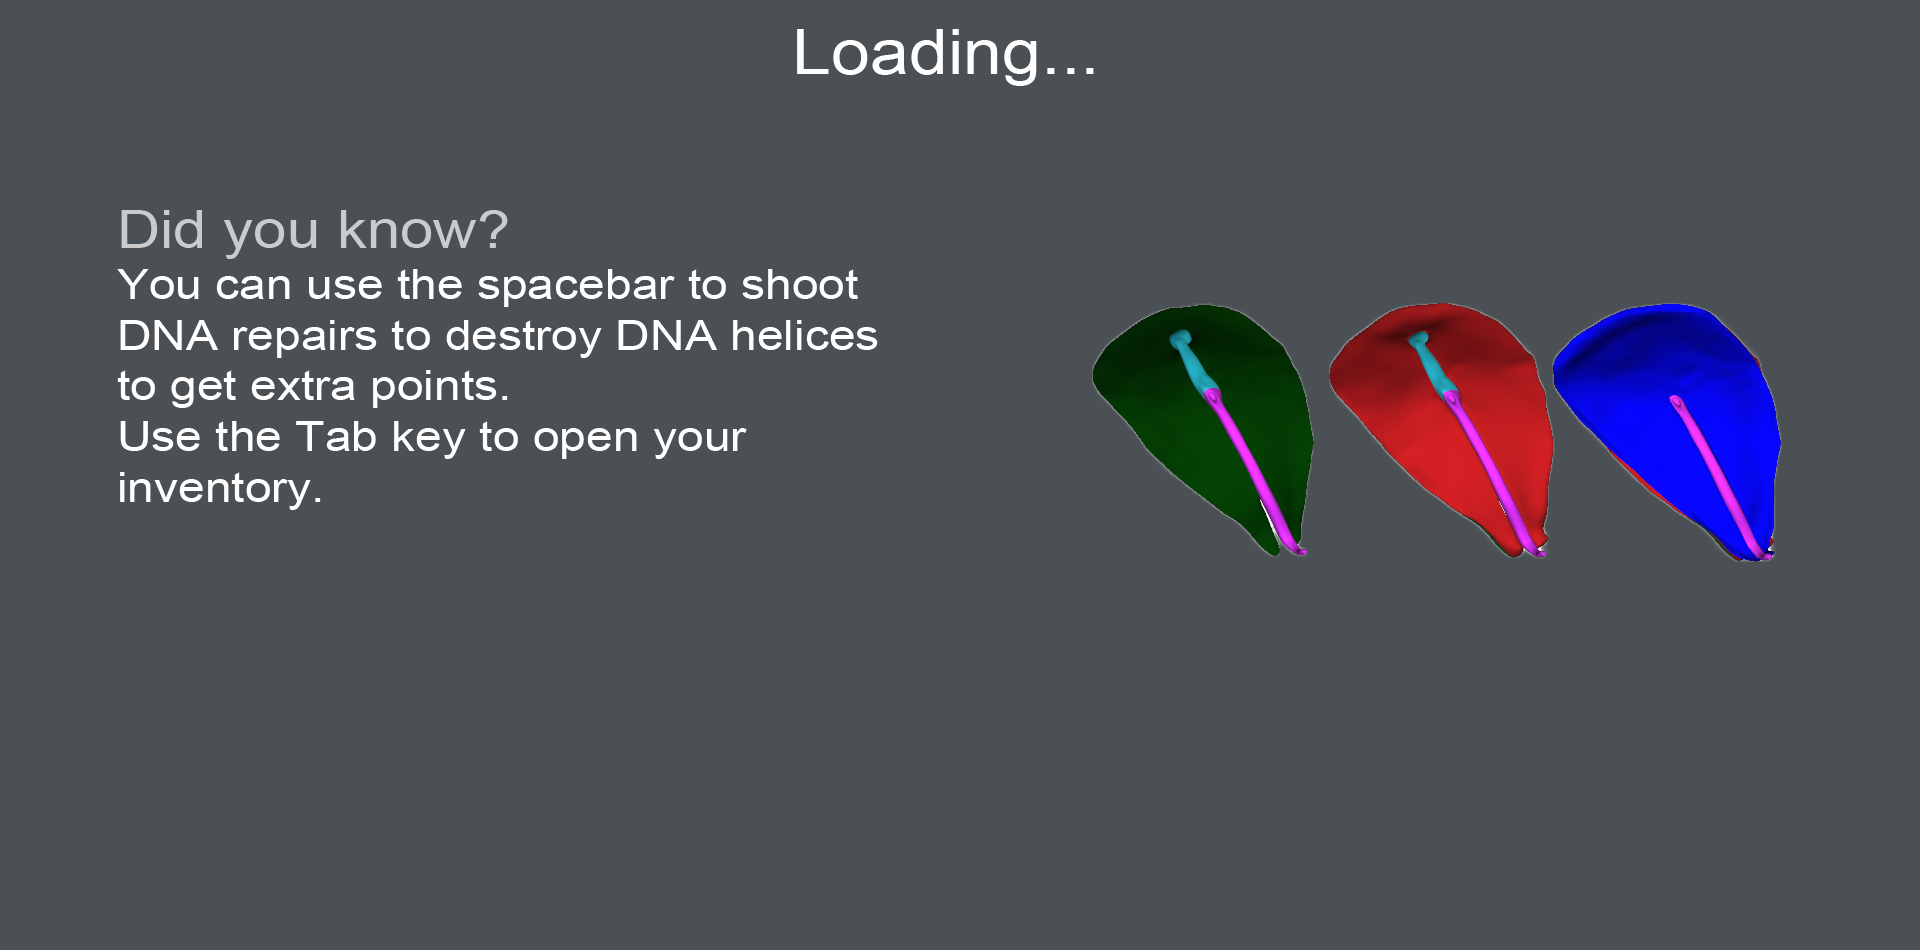 Loading...
Did you know?
You can use the spacebar to shoot
DNA repairs to destroy DNA helices
to get extra points.
Use the Tab key to open your
inventory.